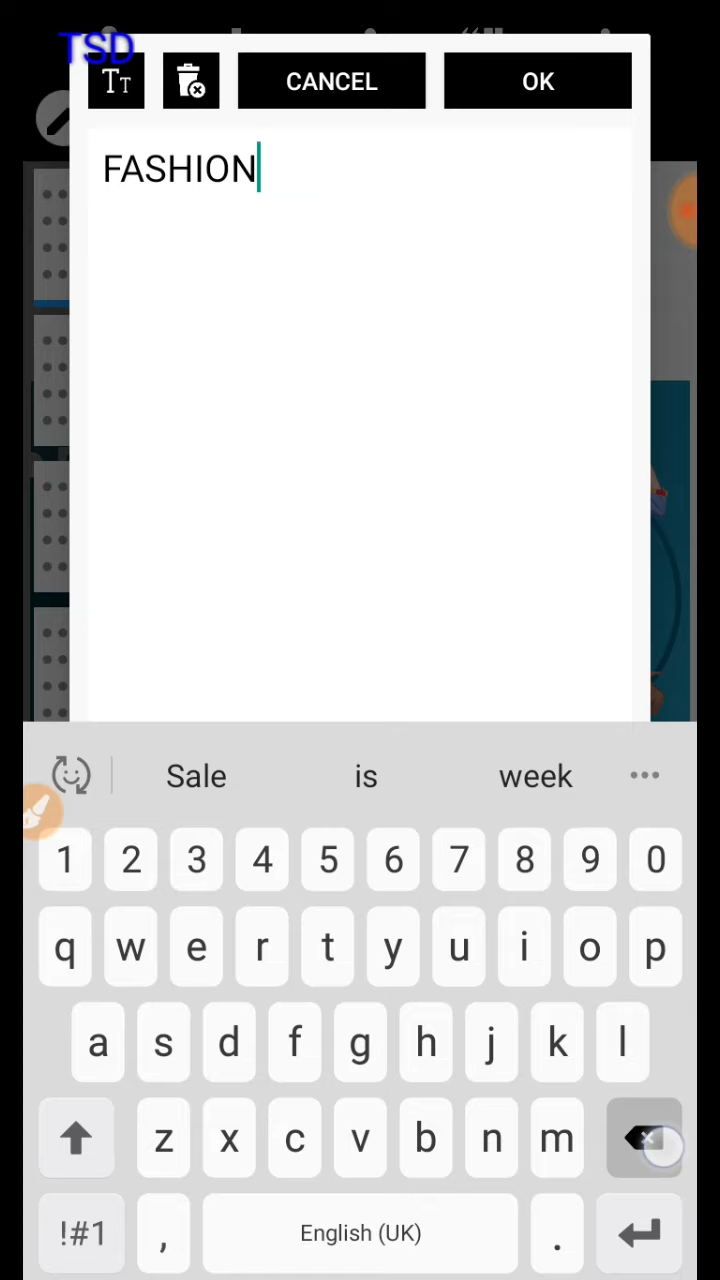 TSD
TT
CANCEL
OK
FASHION
Sale
is
week
1 2 3 4 5 6 7 8 9 0
q w e r t y u i o p
a s d f g h j k l
z x c v b n m
!#1 , English (UK) .